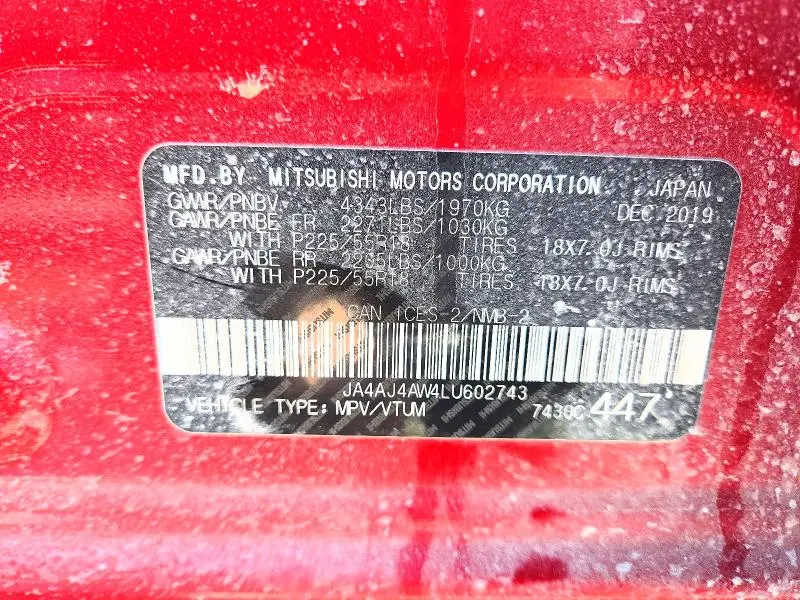 MFD.BY MITSUBISHI MOTORS CORPORATION JAPAN
GVWR/PNBV 4343LBS/1970KG DEC 2019
GAWR/PNBE FR 2271LBS/1030KG
WITH P225/55R18 TIRES 18X7.0J RIMS
GAWR/PNBE RR 2205LBS/1000KG
WITH P225/55R18 TIRES 18X7.0J RIMS
CAN ICES-2/NMB-2
JA4AJ4AW4LU602743
VEHICLE TYPE: MPV/VTUM 7430C 447